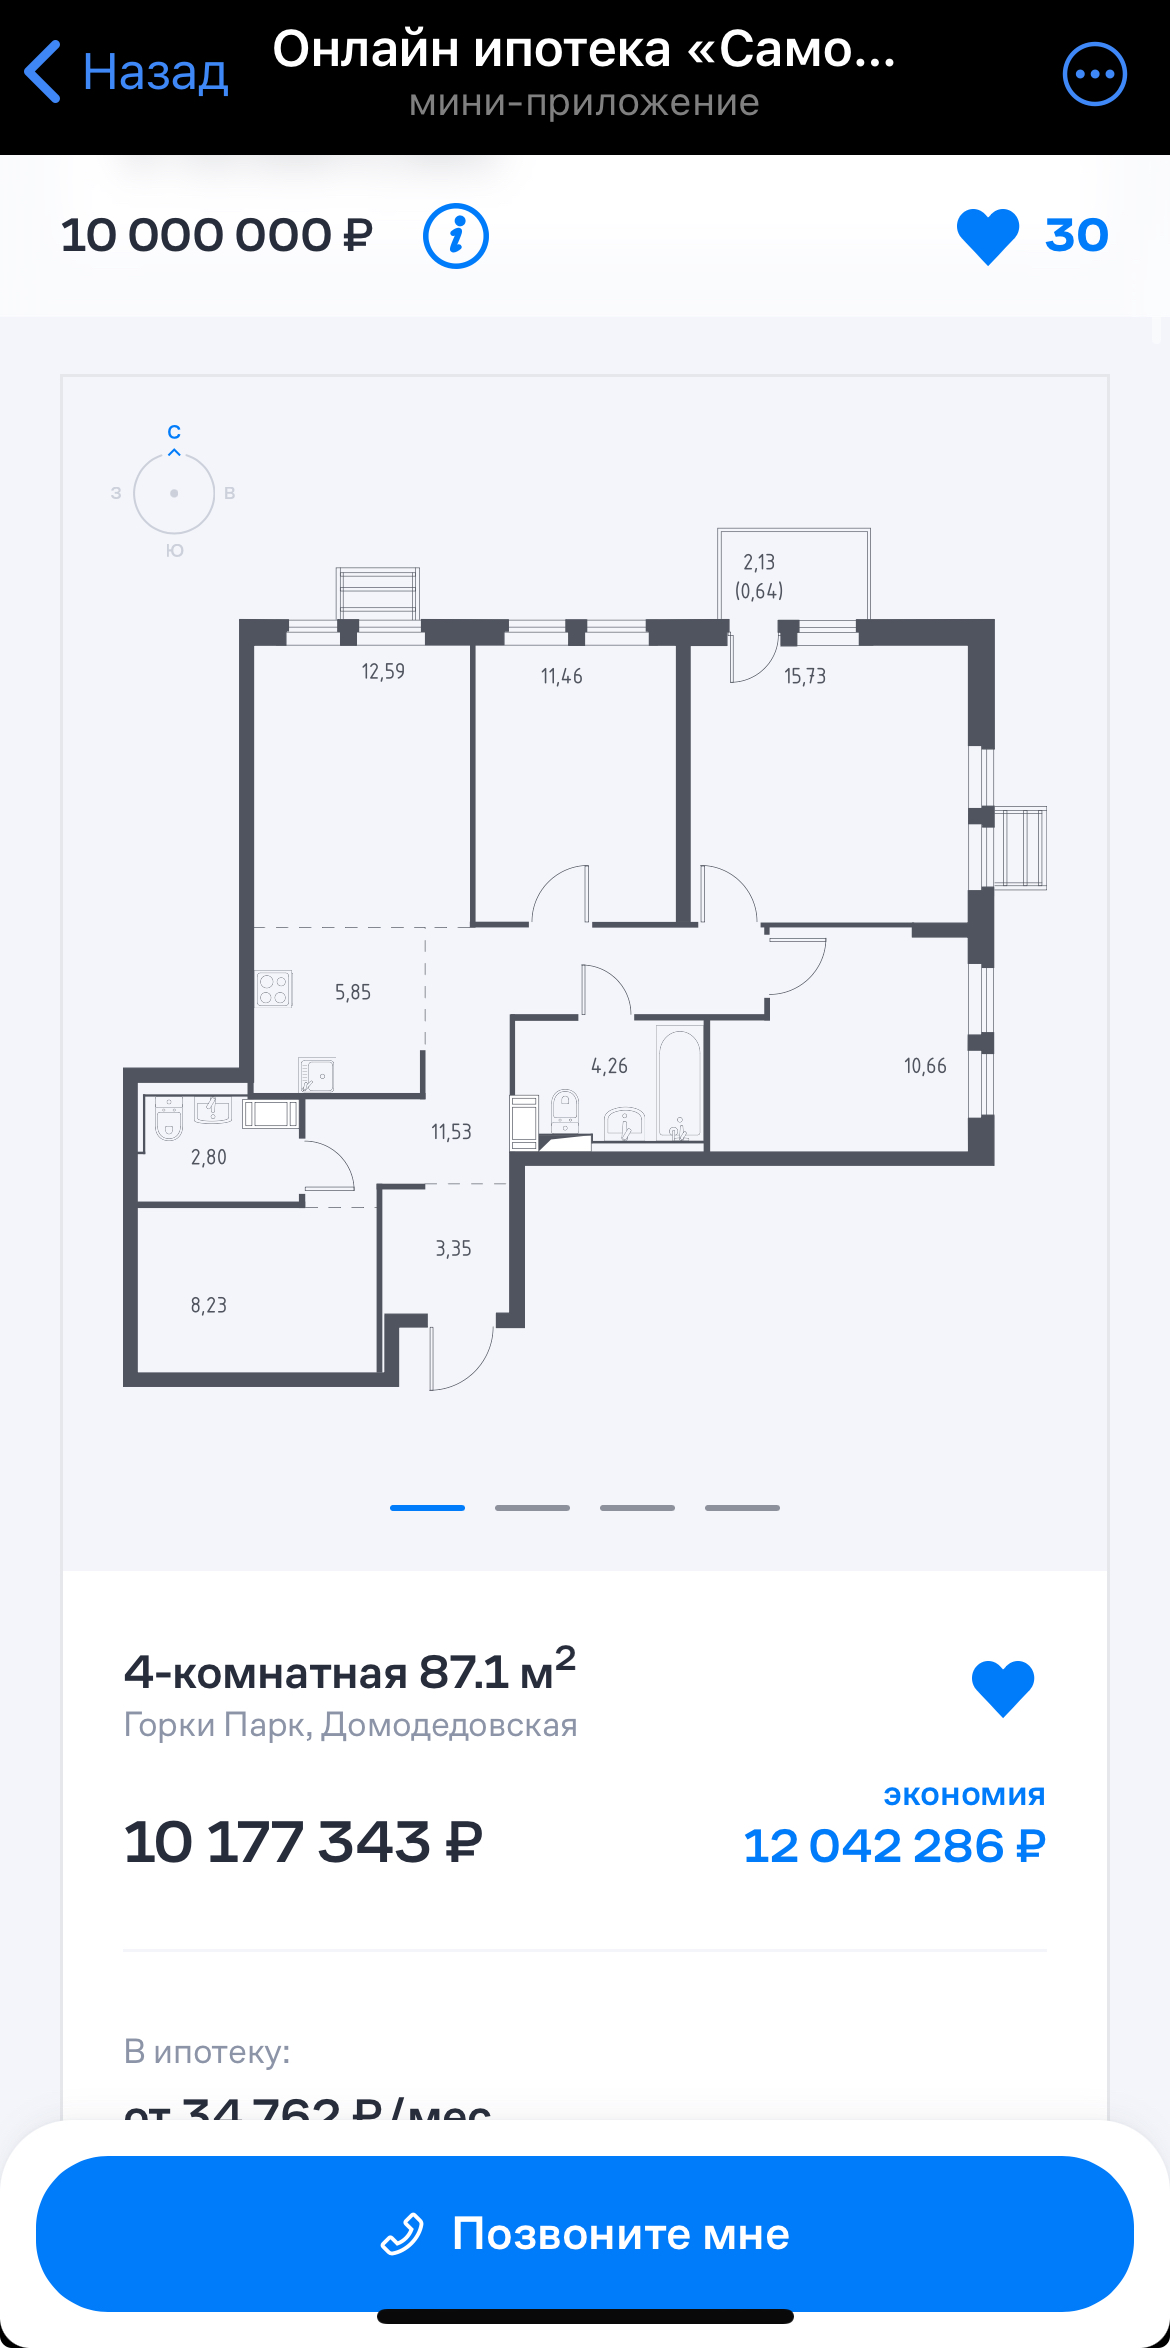 Назад
Онлайн ипотека «Само...
мини-приложение
10 000 000 ₽
30
С
З
В
Ю
2,13
(0,64)
12,59
11,46
15,73
5,85
4,26
10,66
11,53
2,80
3,35
8,23
4-комнатная 87.1 м²
Горки Парк, Домодедовская
экономия
10 177 343 ₽
12 042 286 ₽
В ипотеку:
от 34 762 ₽/мес
Позвоните мне